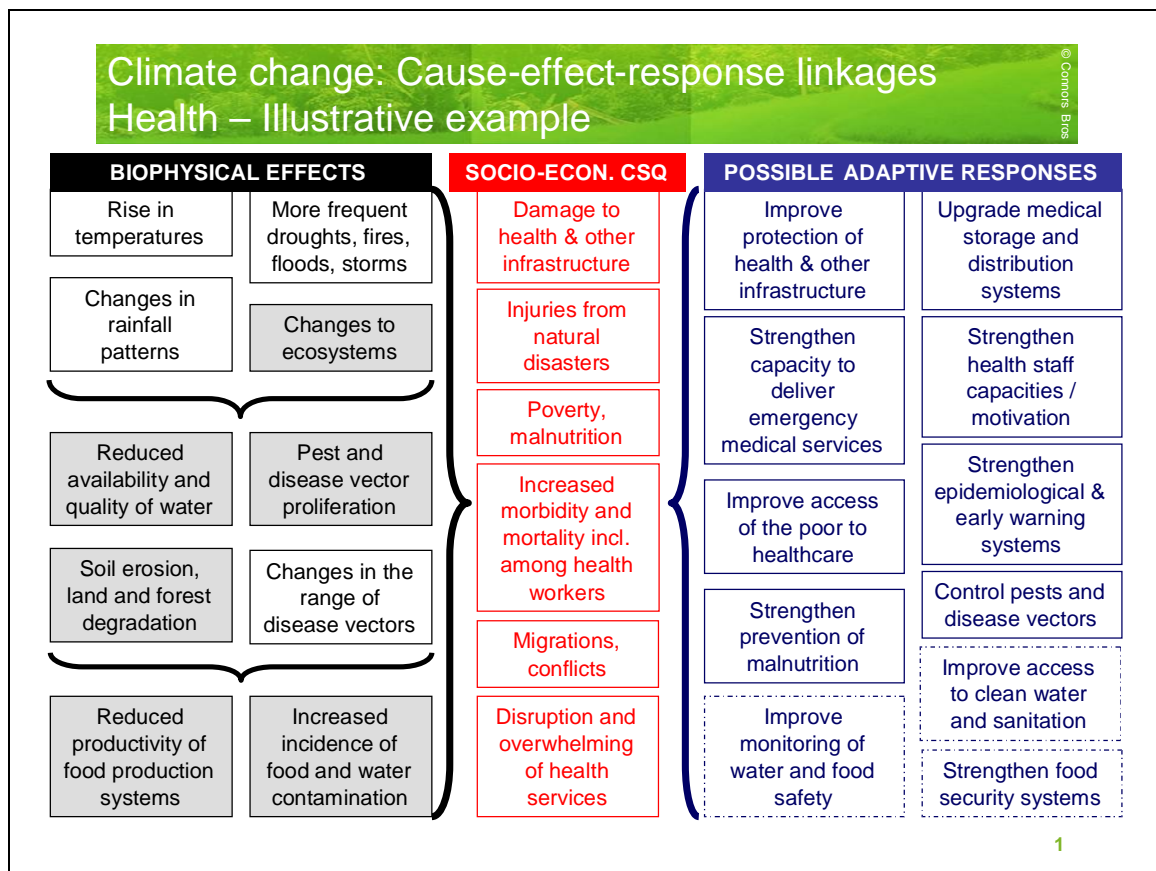 Climate change: Cause-effect-response linkages
Health – Illustrative example
© Connors Bros
BIOPHYSICAL EFFECTS
Rise in
temperatures
More frequent
droughts, fires,
floods, storms
Changes in
rainfall
patterns
Changes to
ecosystems
Reduced
availability and
quality of water
Pest and
disease vector
proliferation
Soil erosion,
land and forest
degradation
Changes in the
range of
disease vectors
Reduced
productivity of
food production
systems
Increased
incidence of
food and water
contamination
SOCIO-ECON. CSQ
Damage to
health & other
infrastructure
Injuries from
natural
disasters
Poverty,
malnutrition
Increased
morbidity and
mortality incl.
among health
workers
Migrations,
conflicts
Disruption and
overwhelming
of health
services
POSSIBLE ADAPTIVE RESPONSES
Improve
protection of
health & other
infrastructure
Strengthen
capacity to
deliver
emergency
medical services
Improve access
of the poor to
healthcare
Strengthen
prevention of
malnutrition
Improve
monitoring of
water and food
safety
Upgrade medical
storage and
distribution
systems
Strengthen
health staff
capacities /
motivation
Strengthen
epidemiological &
early warning
systems
Control pests and
disease vectors
Improve access
to clean water
and sanitation
Strengthen food
security systems
1